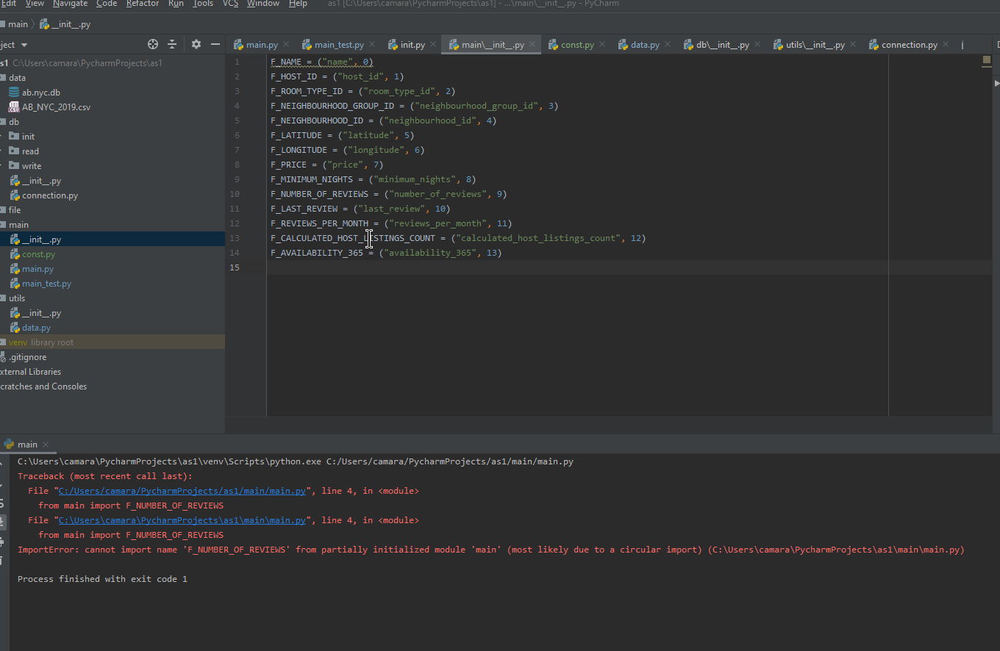 Edit View Navigate Code Refactor Run Tools VCS Window Help as1 [C:\Users\camara\PycharmProjects\as1] - ...\main\__init__.py - PyCharm
main __init__.py
ject
main.py main_test.py init.py main\__init__.py const.py data.py db\__init__.py utils\__init__.py connection.py i
s1 C:\Users\camara\PycharmProjects\as1
data
ab.nyc.db
AB_NYC_2019.csv
db
init
read
write
__init__.py
connection.py
file
main
__init__.py
const.py
main.py
main_test.py
utils
__init__.py
data.py
venv library root
.gitignore
xternal Libraries
cratches and Consoles
1 F_NAME = ("name", 0)
2 F_HOST_ID = ("host_id", 1)
3 F_ROOM_TYPE_ID = ("room_type_id", 2)
4 F_NEIGHBOURHOOD_GROUP_ID = ("neighbourhood_group_id", 3)
5 F_NEIGHBOURHOOD_ID = ("neighbourhood_id", 4)
6 F_LATITUDE = ("latitude", 5)
7 F_LONGITUDE = ("longitude", 6)
8 F_PRICE = ("price", 7)
9 F_MINIMUM_NIGHTS = ("minimum_nights", 8)
10 F_NUMBER_OF_REVIEWS = ("number_of_reviews", 9)
11 F_LAST_REVIEW = ("last_review", 10)
12 F_REVIEWS_PER_MONTH = ("reviews_per_month", 11)
13 F_CALCULATED_HOST_LISTINGS_COUNT = ("calculated_host_listings_count", 12)
14 F_AVAILABILITY_365 = ("availability_365", 13)
15
main
C:\Users\camara\PycharmProjects\as1\venv\Scripts\python.exe C:/Users/camara/PycharmProjects/as1/main/main.py
Traceback (most recent call last):
File "C:/Users/camara/PycharmProjects/as1/main/main.py", line 4, in <module>
from main import F_NUMBER_OF_REVIEWS
File "C:\Users\camara\PycharmProjects\as1\main\main.py", line 4, in <module>
from main import F_NUMBER_OF_REVIEWS
ImportError: cannot import name 'F_NUMBER_OF_REVIEWS' from partially initialized module 'main' (most likely due to a circular import) (C:\Users\camara\PycharmProjects\as1\main\main.py)
Process finished with exit code 1